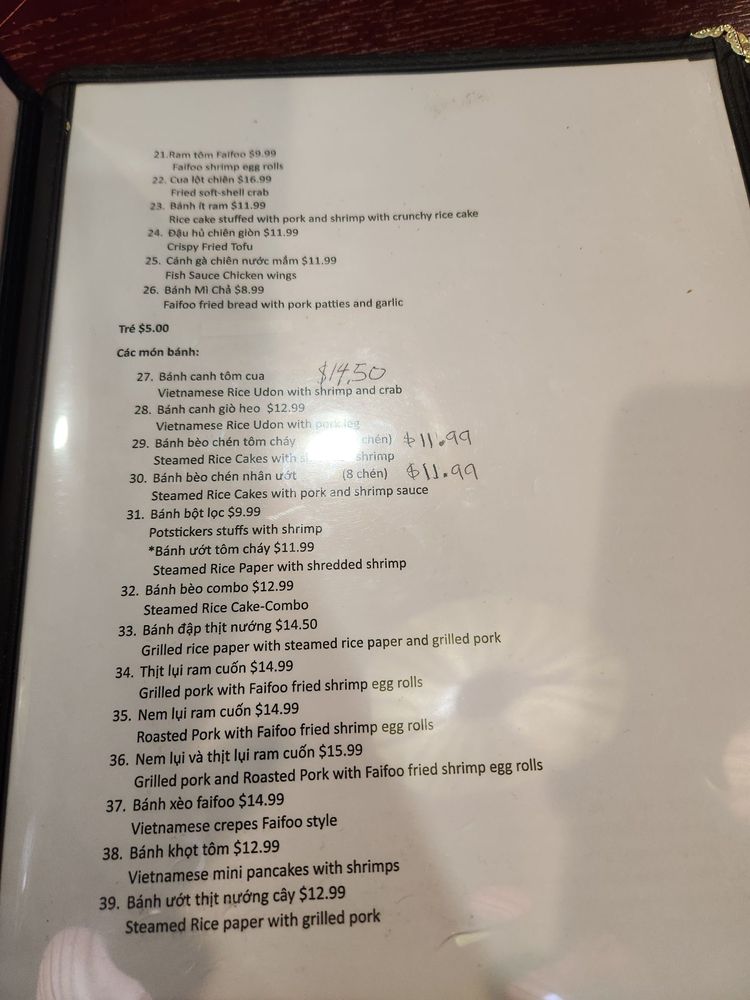 21.Ram tôm Faifoo $9.99
Faifoo shrimp egg rolls
22. Cua lột chiên $16.99
Fried soft-shell crab
23. Bánh ít ram $11.99
Rice cake stuffed with pork and shrimp with crunchy rice cake
24. Đậu hủ chiên giòn $11.99
Crispy Fried Tofu
25. Cánh gà chiên nước mắm $11.99
Fish Sauce Chicken wings
26. Bánh Mì Chả $8.99
Faifoo fried bread with pork patties and garlic
Tré $5.00
Các món bánh:
27. Bánh canh tôm cua $14.50
Vietnamese Rice Udon with shrimp and crab
28. Bánh canh giò heo $12.99
Vietnamese Rice Udon with pork leg
29. Bánh bèo chén tôm cháy chén) $11.99
Steamed Rice Cakes with shrimp
30. Bánh bèo chén nhân ướt (8 chén) $11.99
Steamed Rice Cakes with pork and shrimp sauce
31. Bánh bột lọc $9.99
Potstickers stuffs with shrimp
*Bánh ướt tôm cháy $11.99
Steamed Rice Paper with shredded shrimp
32. Bánh bèo combo $12.99
Steamed Rice Cake-Combo
33. Bánh đập thịt nướng $14.50
Grilled rice paper with steamed rice paper and grilled pork
34. Thịt lụi ram cuốn $14.99
Grilled pork with Faifoo fried shrimp egg rolls
35. Nem lụi ram cuốn $14.99
Roasted Pork with Faifoo fried shrimp egg rolls
36. Nem lụi và thịt lụi ram cuốn $15.99
Grilled pork and Roasted Pork with Faifoo fried shrimp egg rolls
37. Bánh xèo faifoo $14.99
Vietnamese crepes Faifoo style
38. Bánh khọt tôm $12.99
Vietnamese mini pancakes with shrimps
39. Bánh ướt thịt nướng cây $12.99
Steamed Rice paper with grilled pork